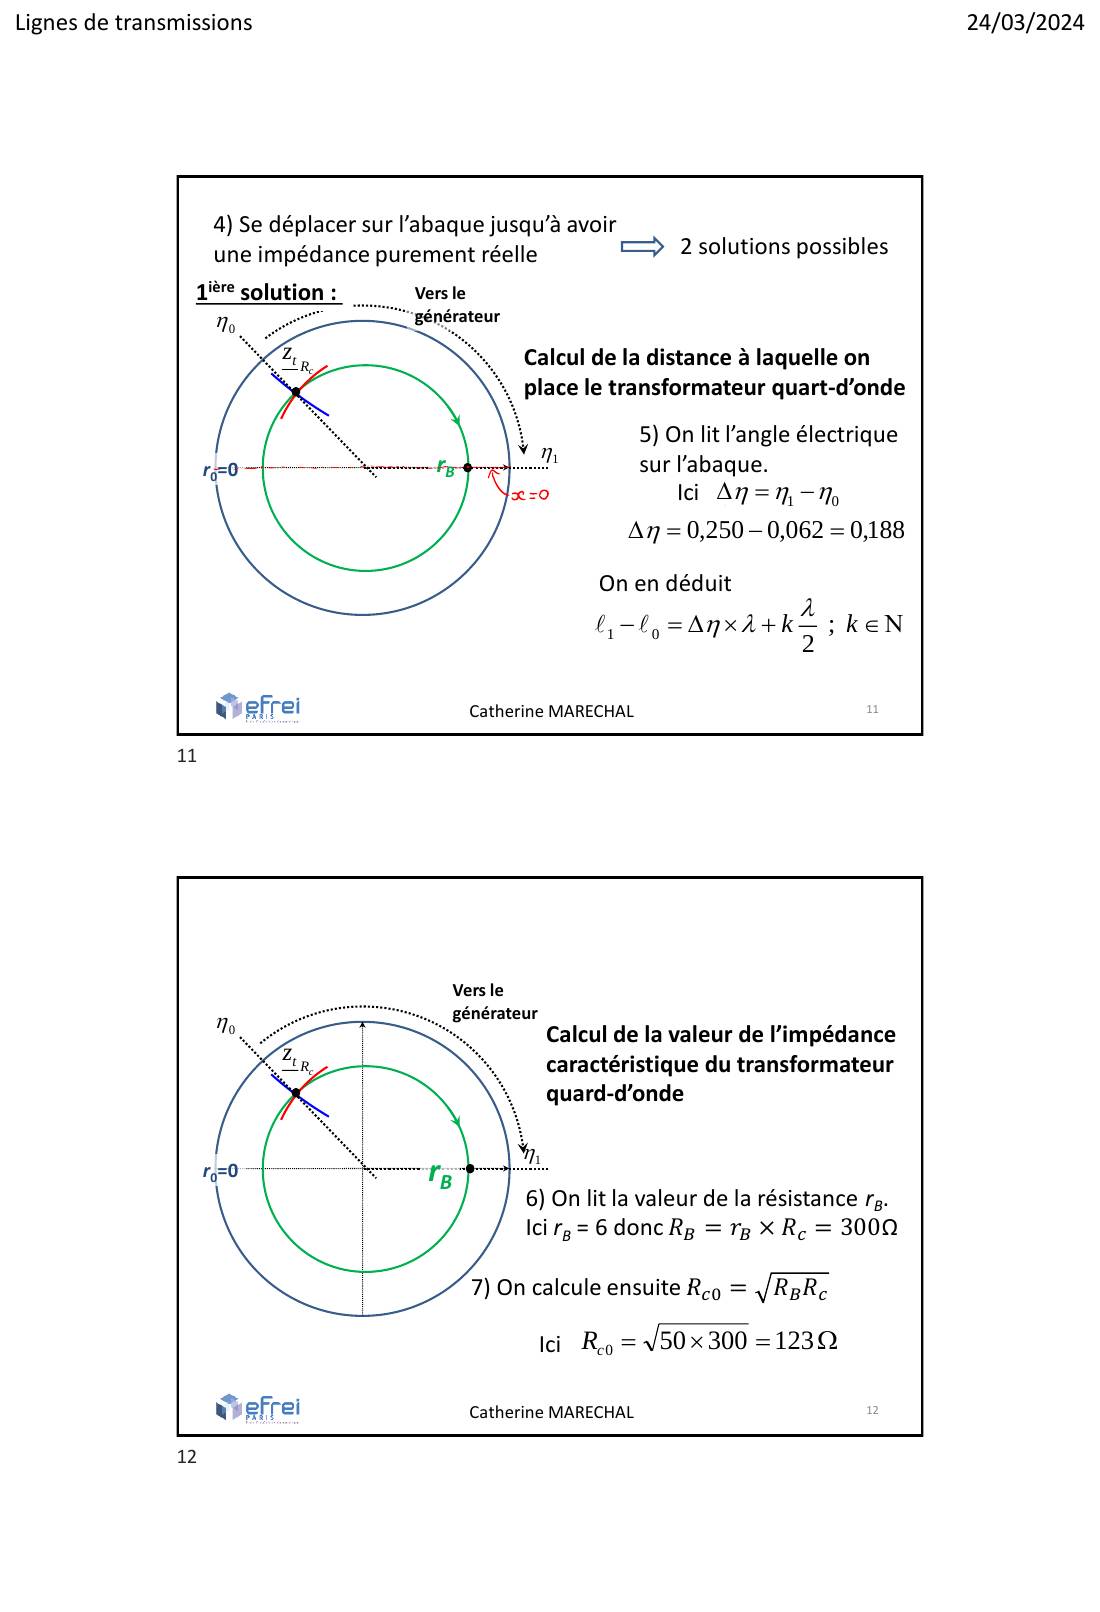 Lignes de transmissions 24/03/2024
4) Se déplacer sur l'abaque jusqu'à avoir
une impédance purement réelle
2 solutions possibles
1ière solution :
Vers le
générateur
η0
zt Rc
r0=0
rB
η1
x=0
Calcul de la distance à laquelle on
place le transformateur quart-d'onde
5) On lit l'angle électrique
sur l'abaque.
Ici Δη = η1 − η0
Δη = 0,250 − 0,062 = 0,188
On en déduit
ℓ1 − ℓ0 = Δη × λ + k λ/2 ; k ∈ N
efrei
PARIS
Catherine MARECHAL
11
11
Vers le
générateur
η0
zt Rc
r0=0
rB
η1
Calcul de la valeur de l'impédance
caractéristique du transformateur
quard-d'onde
6) On lit la valeur de la résistance rB.
Ici rB = 6 donc RB = rB × Rc = 300Ω
7) On calcule ensuite Rc0 = √RBRc
Ici Rc0 = √50 × 300 = 123 Ω
efrei
PARIS
Catherine MARECHAL
12
12